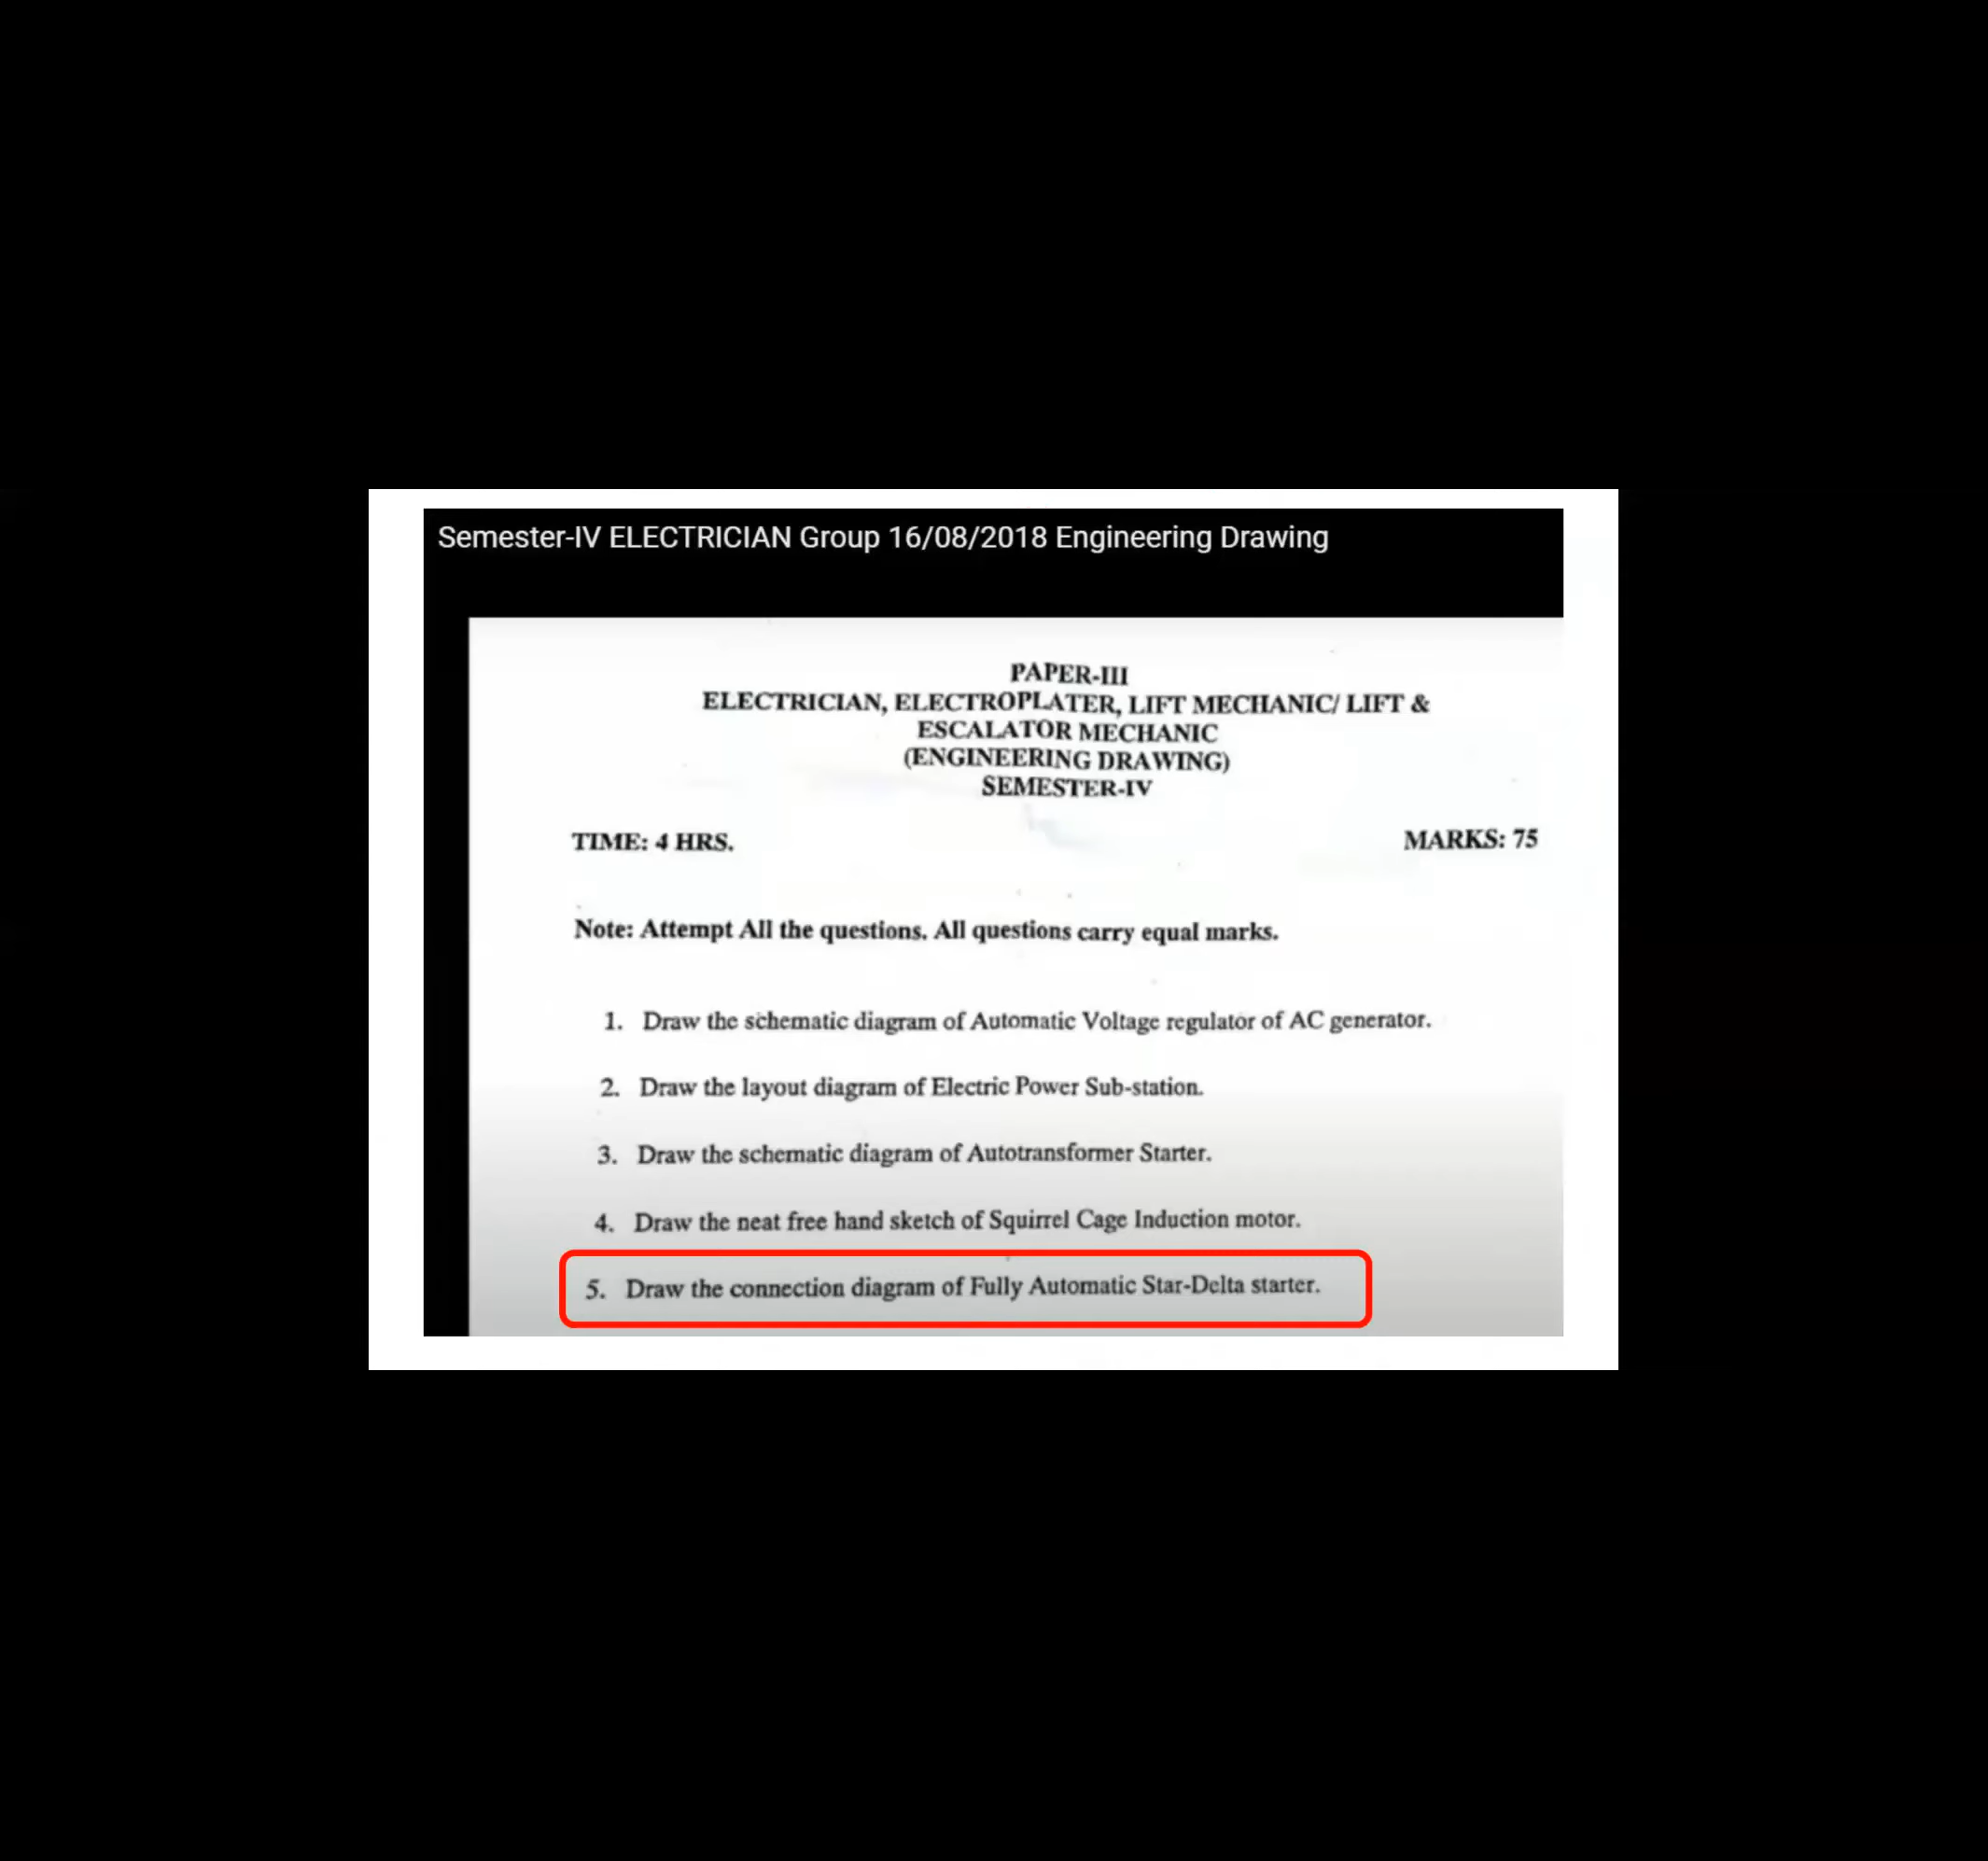 Semester-IV ELECTRICIAN Group 16/08/2018 Engineering Drawing
PAPER-III
ELECTRICIAN, ELECTROPLATER, LIFT MECHANIC/ LIFT &
ESCALATOR MECHANIC
(ENGINEERING DRAWING)
SEMESTER-IV
TIME: 4 HRS. MARKS: 75
Note: Attempt All the questions. All questions carry equal marks.
1. Draw the schematic diagram of Automatic Voltage regulator of AC generator.
2. Draw the layout diagram of Electric Power Sub-station.
3. Draw the schematic diagram of Autotransformer Starter.
4. Draw the neat free hand sketch of Squirrel Cage Induction motor.
5. Draw the connection diagram of Fully Automatic Star-Delta starter.